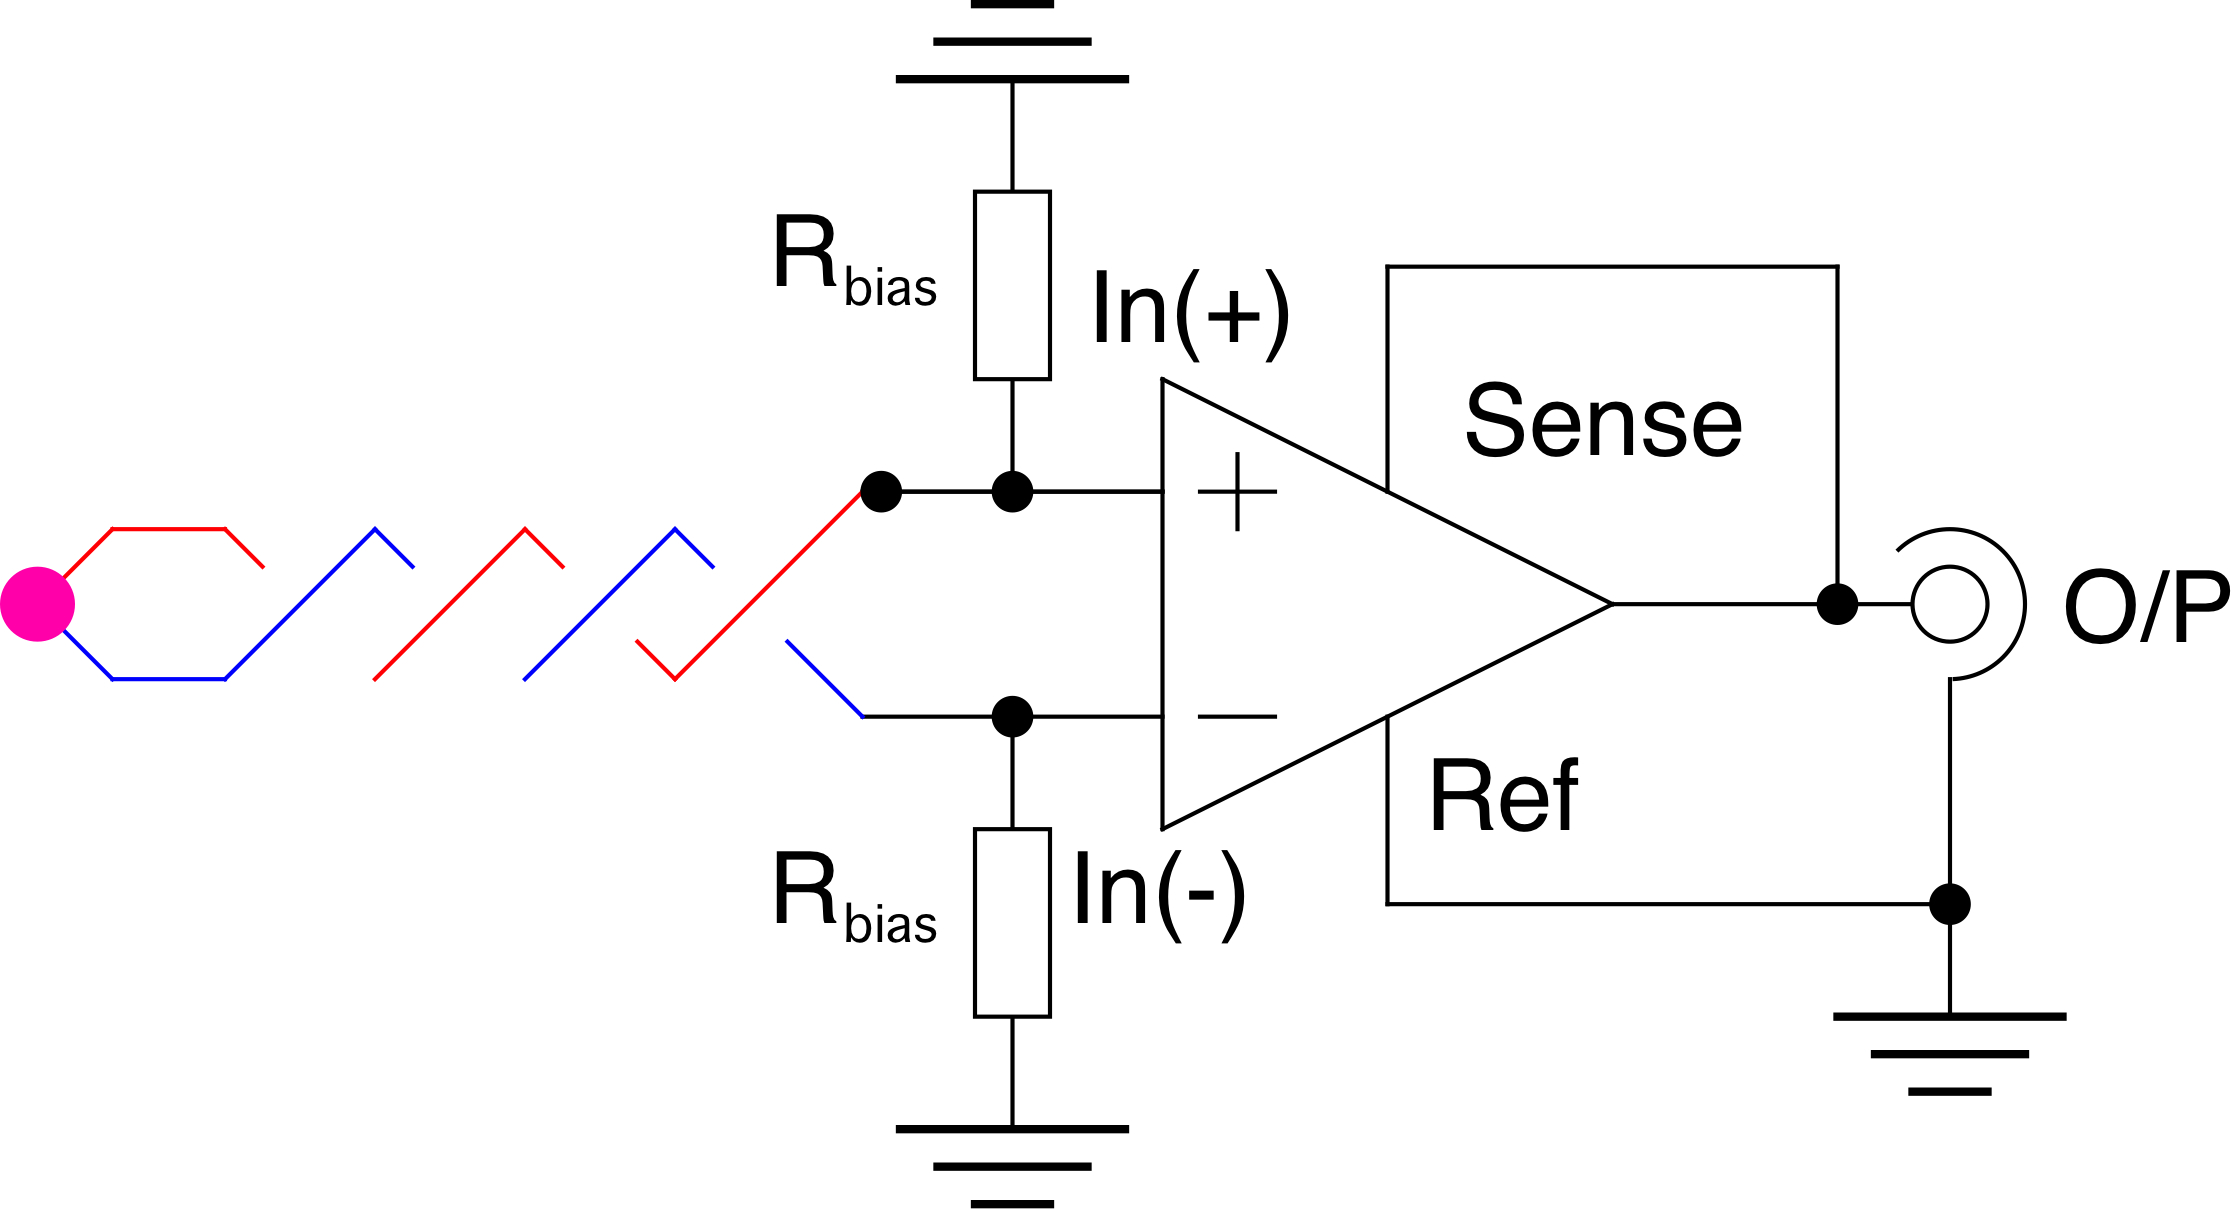 Rbias
In(+)
Sense
O/P
Ref
Rbias
In(-)